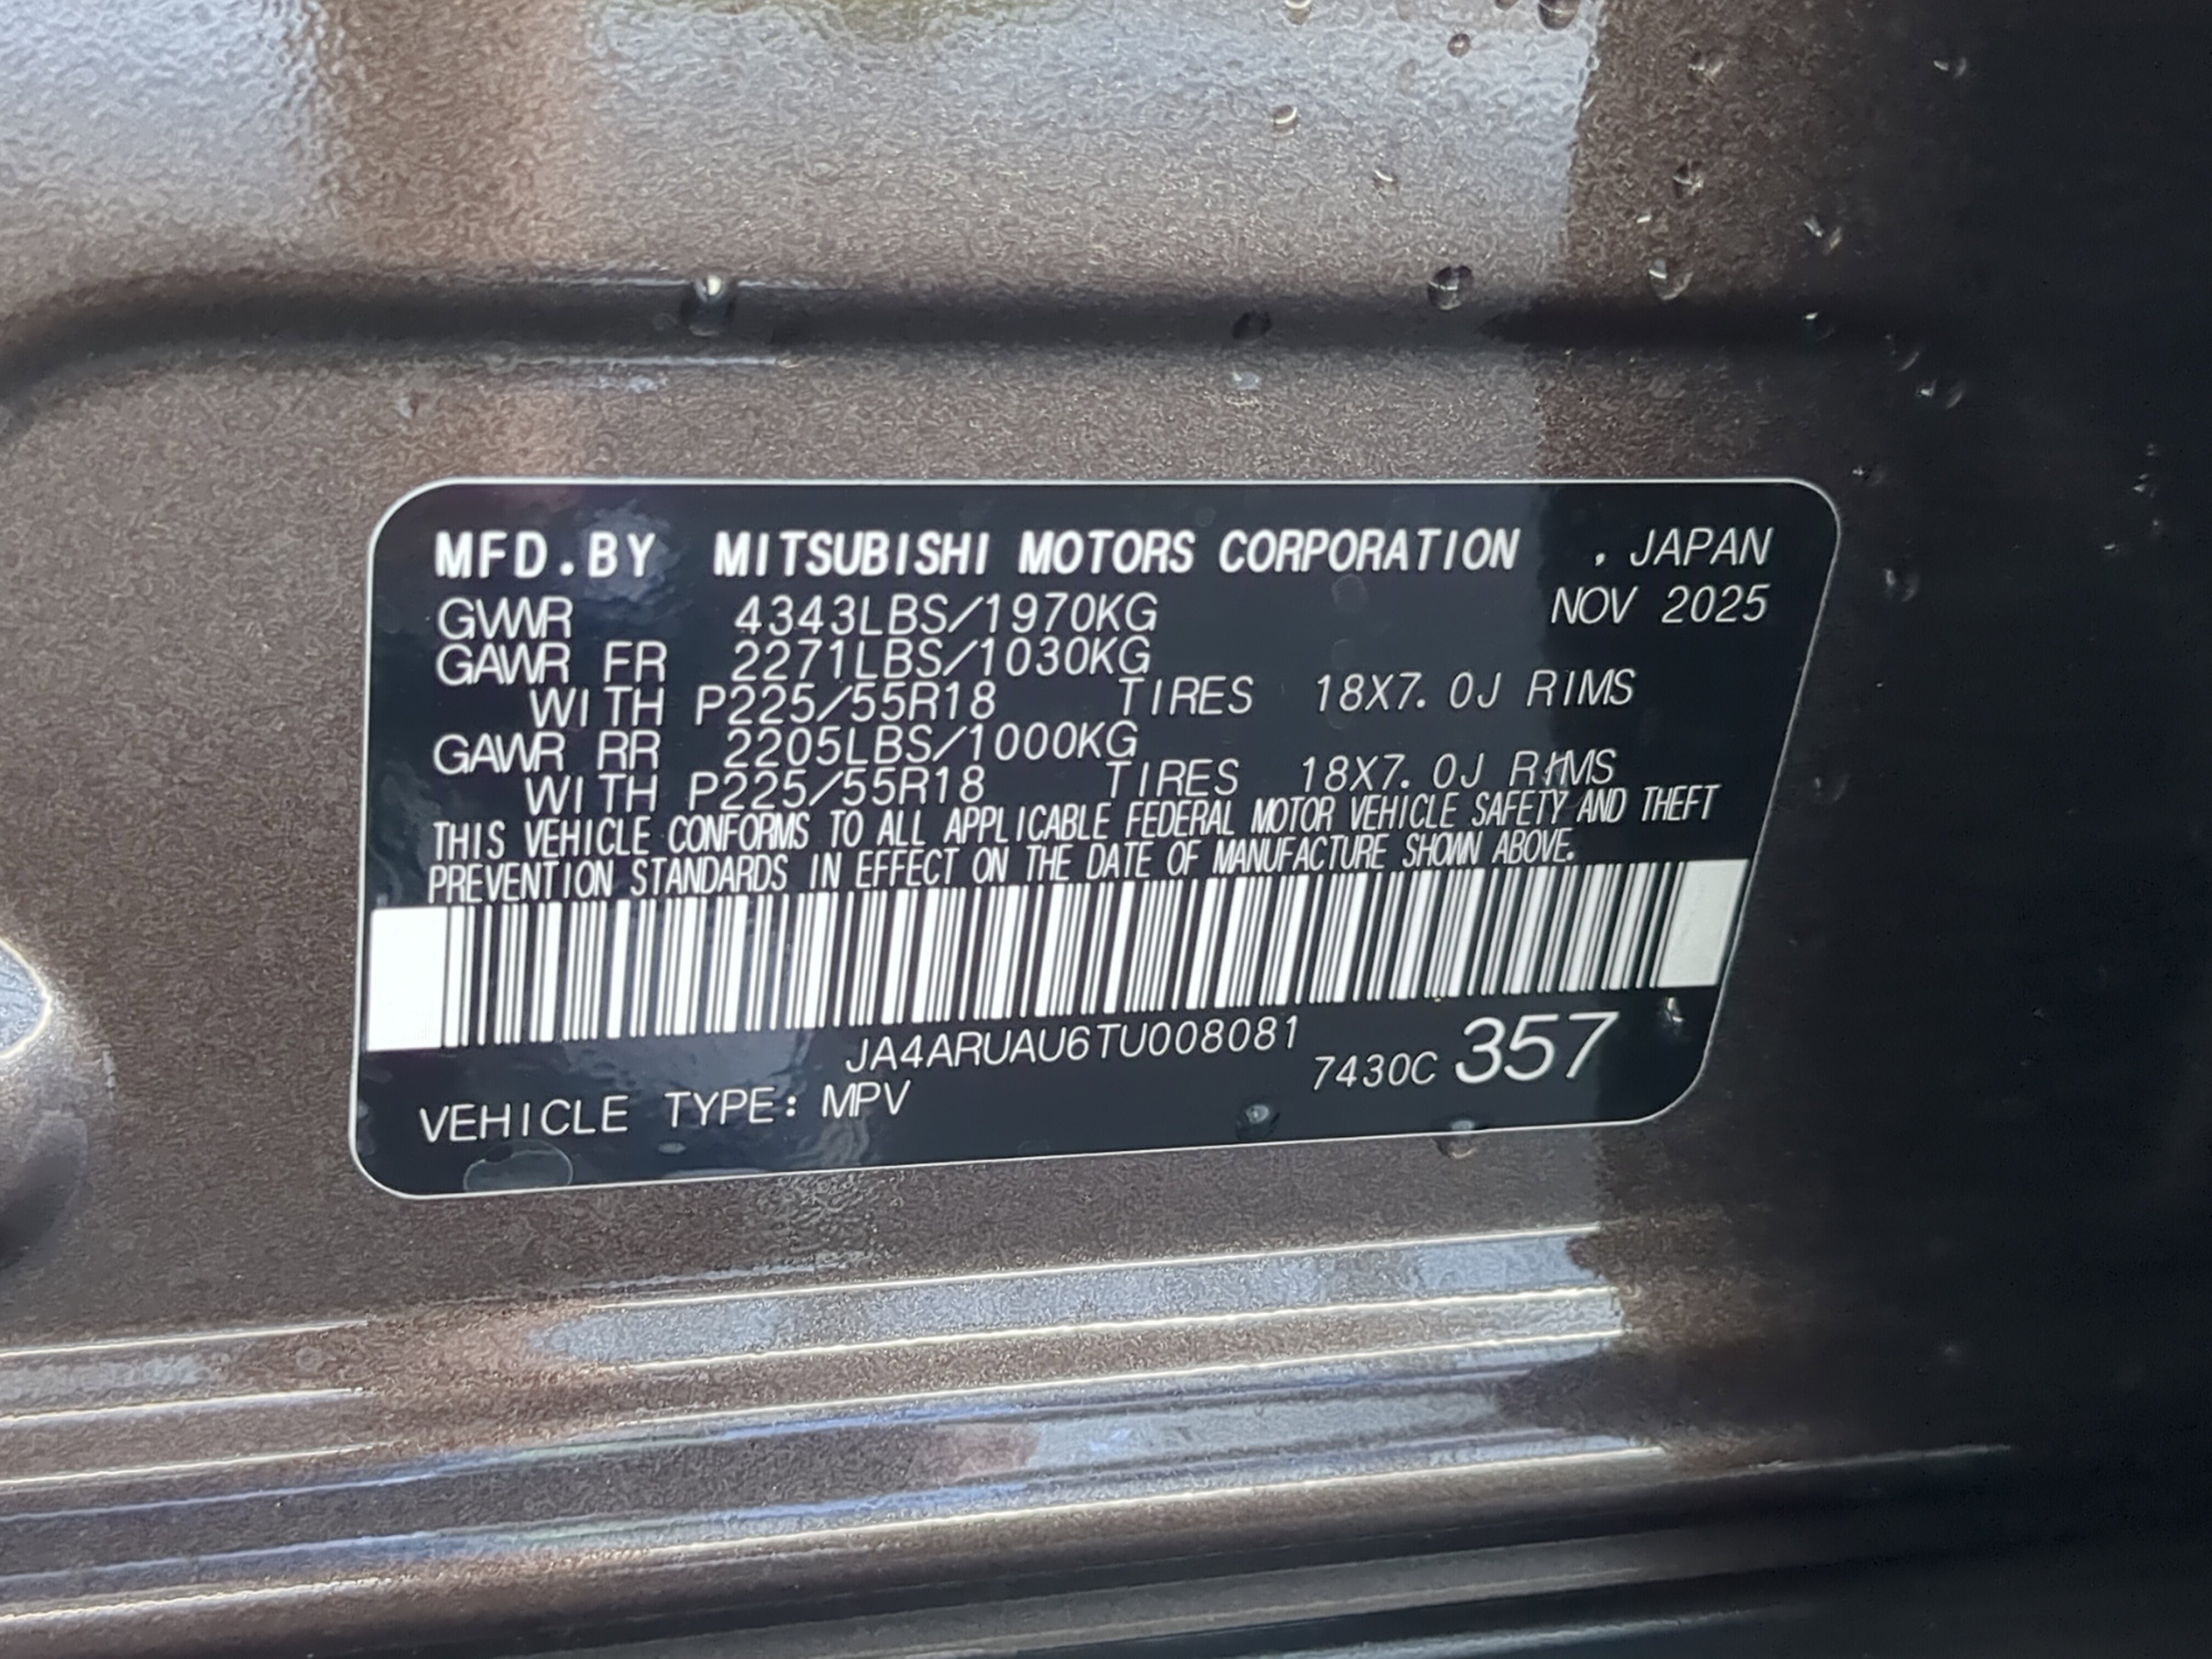 MFD.BY MITSUBISHI MOTORS CORPORATION , JAPAN
NOV 2025
GVWR 4343LBS/1970KG
GAWR FR 2271LBS/1030KG
WITH P225/55R18 TIRES 18X7.0J RIMS
GAWR RR 2205LBS/1000KG
WITH P225/55R18 TIRES 18X7.0J RIMS
THIS VEHICLE CONFORMS TO ALL APPLICABLE FEDERAL MOTOR VEHICLE SAFETY AND THEFT
PREVENTION STANDARDS IN EFFECT ON THE DATE OF MANUFACTURE SHOWN ABOVE.
JA4ARUAU6TU008081
7430C 357
VEHICLE TYPE: MPV